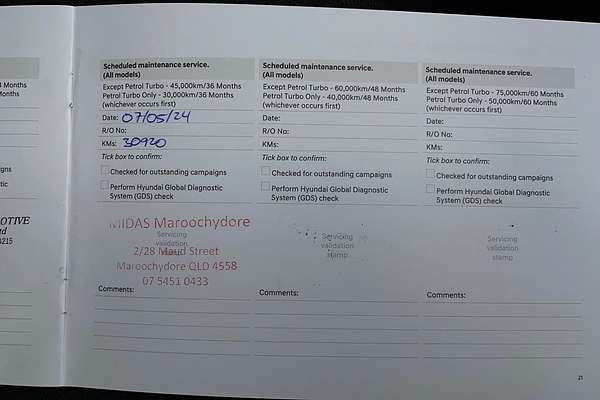 4 Months
Months
gns
tic
OTIVE
td
3215
Scheduled maintenance service.
(All models)
Except Petrol Turbo - 45,000km/36 Months
Petrol Turbo Only - 30,000km/36 Months
(whichever occurs first)
Date: 07/05/24
R/O No:
KMs: 30920
Tick box to confirm:
Checked for outstanding campaigns
Perform Hyundai Global Diagnostic
System (GDS) check
MIDAS Maroochydore
Servicing
validation
stamp
2/28 Maud Street
Maroochydore QLD 4558
07 5451 0433
Comments:
Scheduled maintenance service.
(All models)
Except Petrol Turbo - 60,000km/48 Months
Petrol Turbo Only - 40,000km/48 Months
(whichever occurs first)
Date:
R/O No:
KMs:
Tick box to confirm:
Checked for outstanding campaigns
Perform Hyundai Global Diagnostic
System (GDS) check
Servicing
validation
stamp
Comments:
Scheduled maintenance service.
(All models)
Except Petrol Turbo - 75,000km/60 Months
Petrol Turbo Only - 50,000km/60 Months
(whichever occurs first)
Date:
R/O No:
KMs:
Tick box to confirm:
Checked for outstanding campaigns
Perform Hyundai Global Diagnostic
System (GDS) check
Servicing
validation
stamp
Comments:
21